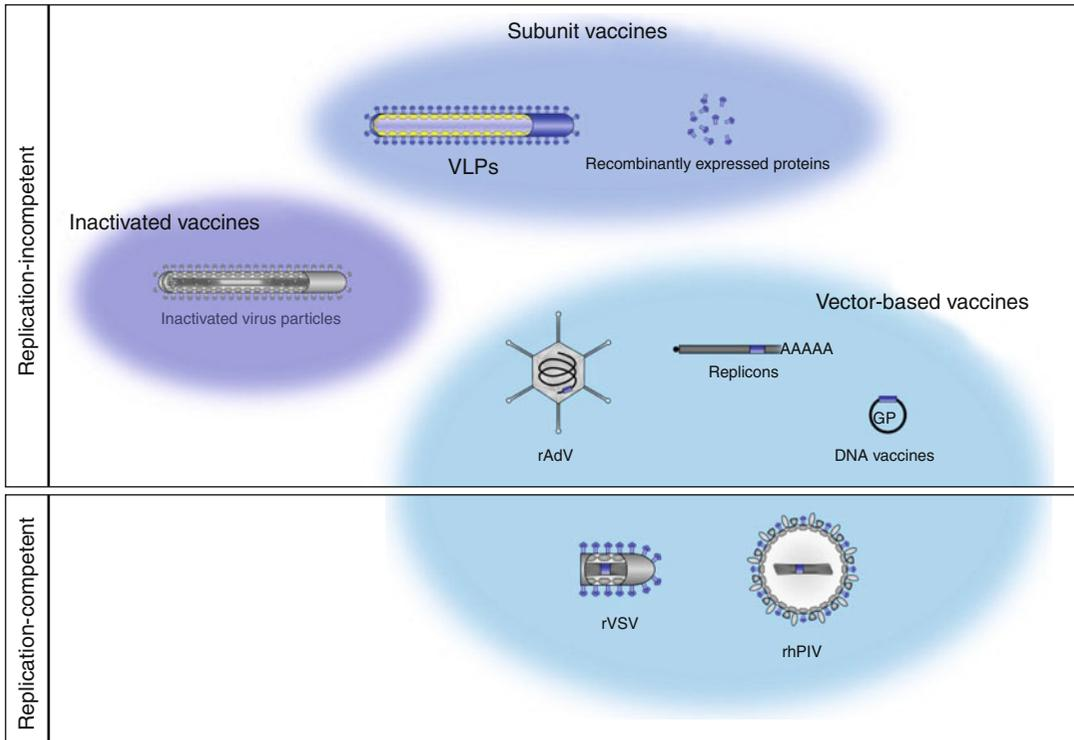 Replication-incompetent
Subunit vaccines
VLPs
Recombinantly expressed proteins
Inactivated vaccines
Inactivated virus particles
Vector-based vaccines
AAAAA
Replicons
GP
rAdV
DNA vaccines
Replication-competent
rVSV
rhPIV